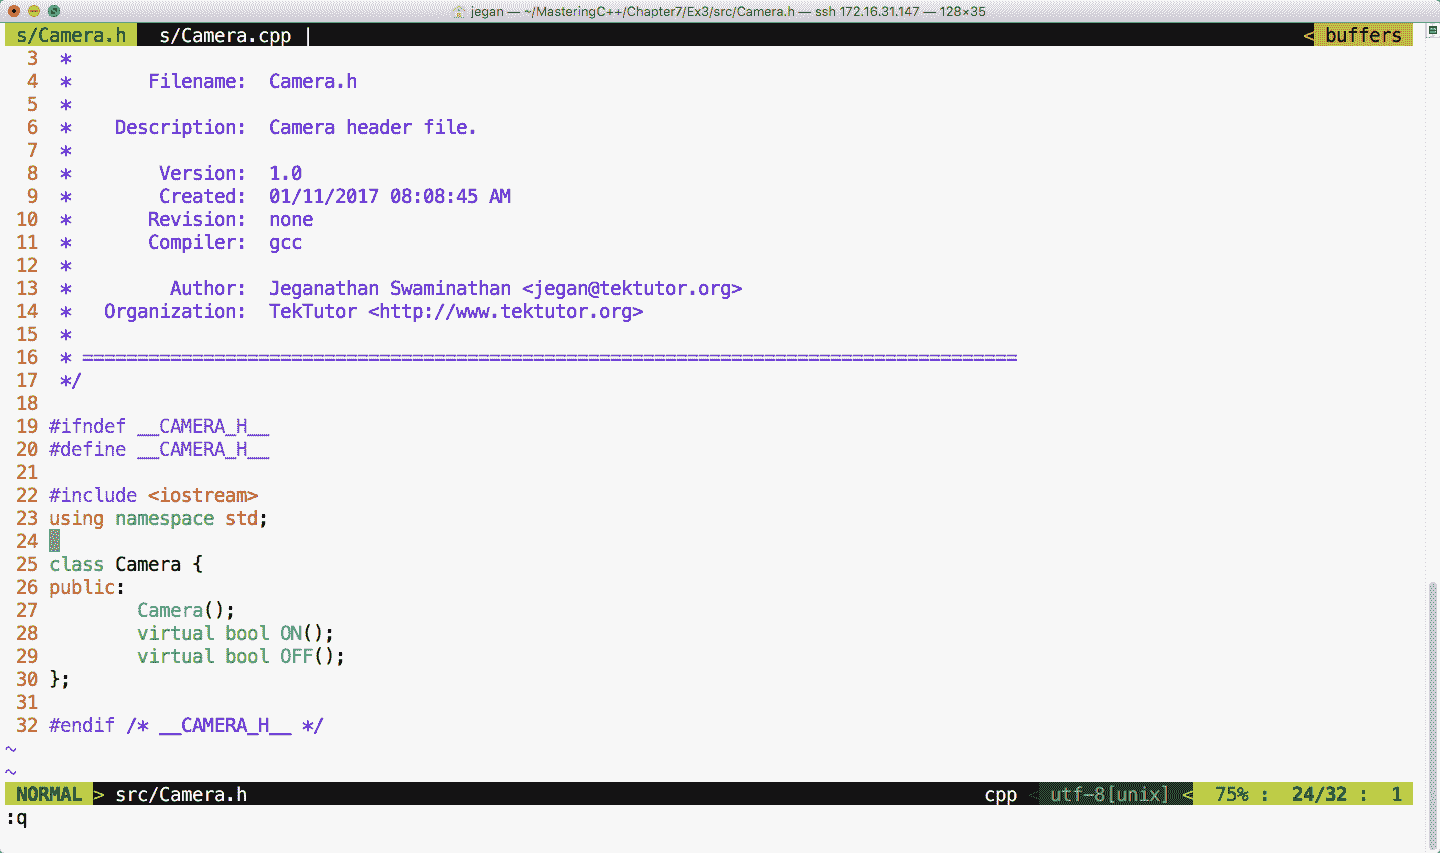 jegan — ~/MasteringC++/Chapter7/Ex3/src/Camera.h — ssh 172.16.31.147 — 128×35
s/Camera.h  s/Camera.cpp |  < buffers
3  *
4  *       Filename:  Camera.h
5  *
6  *    Description:  Camera header file.
7  *
8  *        Version:  1.0
9  *        Created:  01/11/2017 08:08:45 AM
10  *       Revision:  none
11  *       Compiler:  gcc
12  *
13  *         Author:  Jeganathan Swaminathan <jegan@tektutor.org>
14  *   Organization:  TekTutor <http://www.tektutor.org>
15  *
16  * =====================================================================================
17  */
18
19 #ifndef __CAMERA_H__
20 #define __CAMERA_H__
21
22 #include <iostream>
23 using namespace std;
24
25 class Camera {
26 public:
27         Camera();
28         virtual bool ON();
29         virtual bool OFF();
30 };
31
32 #endif /* __CAMERA_H__ */
~
~
NORMAL > src/Camera.h  cpp < utf-8[unix] < 75% : 24/32 : 1
:q